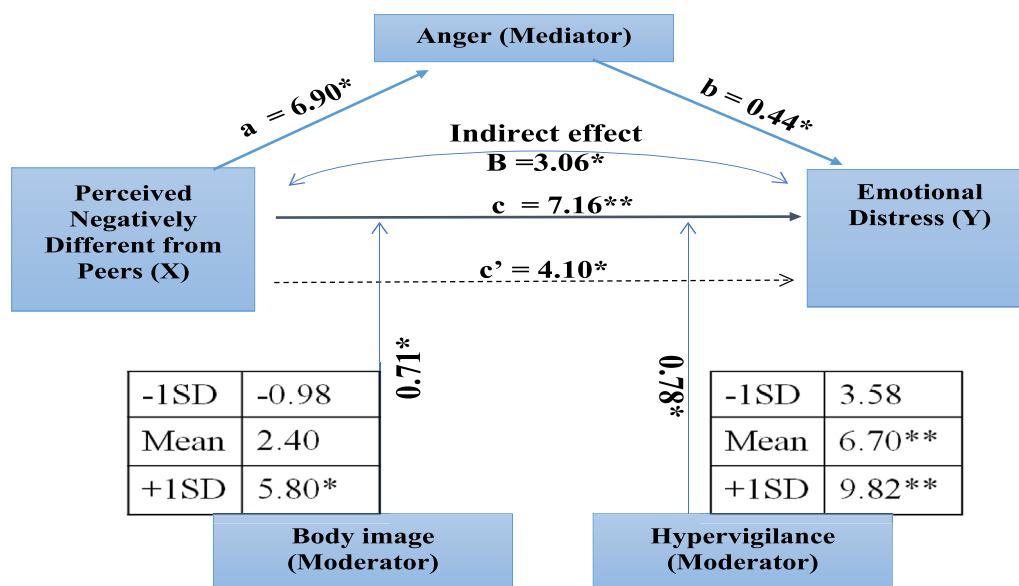 Anger (Mediator)
a = 6.90*
b = 0.44*
Indirect effect
B =3.06*
Perceived
Negatively
Different from
Peers (X)
c = 7.16**
c’ = 4.10*
Emotional
Distress (Y)
0.71*
0.78*
-1SD -0.98
Mean 2.40
+1SD 5.80*
-1SD 3.58
Mean 6.70**
+1SD 9.82**
Body image
(Moderator)
Hypervigilance
(Moderator)